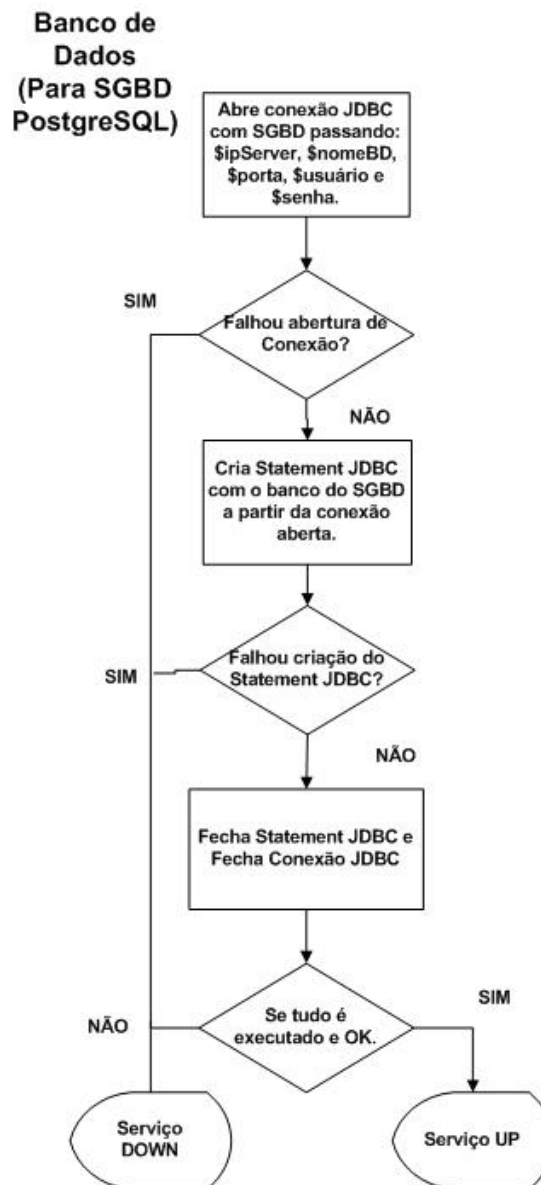 Banco de
Dados
(Para SGBD
PostgreSQL)
Abre conexão JDBC
com SGBD passando:
$ipServer, $nomeBD,
$porta, $usuário e
$senha.
SIM
Falhou abertura de
Conexão?
NÃO
Cria Statement JDBC
com o banco do SGBD
a partir da conexão
aberta.
Falhou criação do
Statement JDBC?
SIM
NÃO
Fecha Statement JDBC e
Fecha Conexão JDBC
SIM
Se tudo é
executado e OK.
NÃO
Serviço
DOWN
Serviço UP